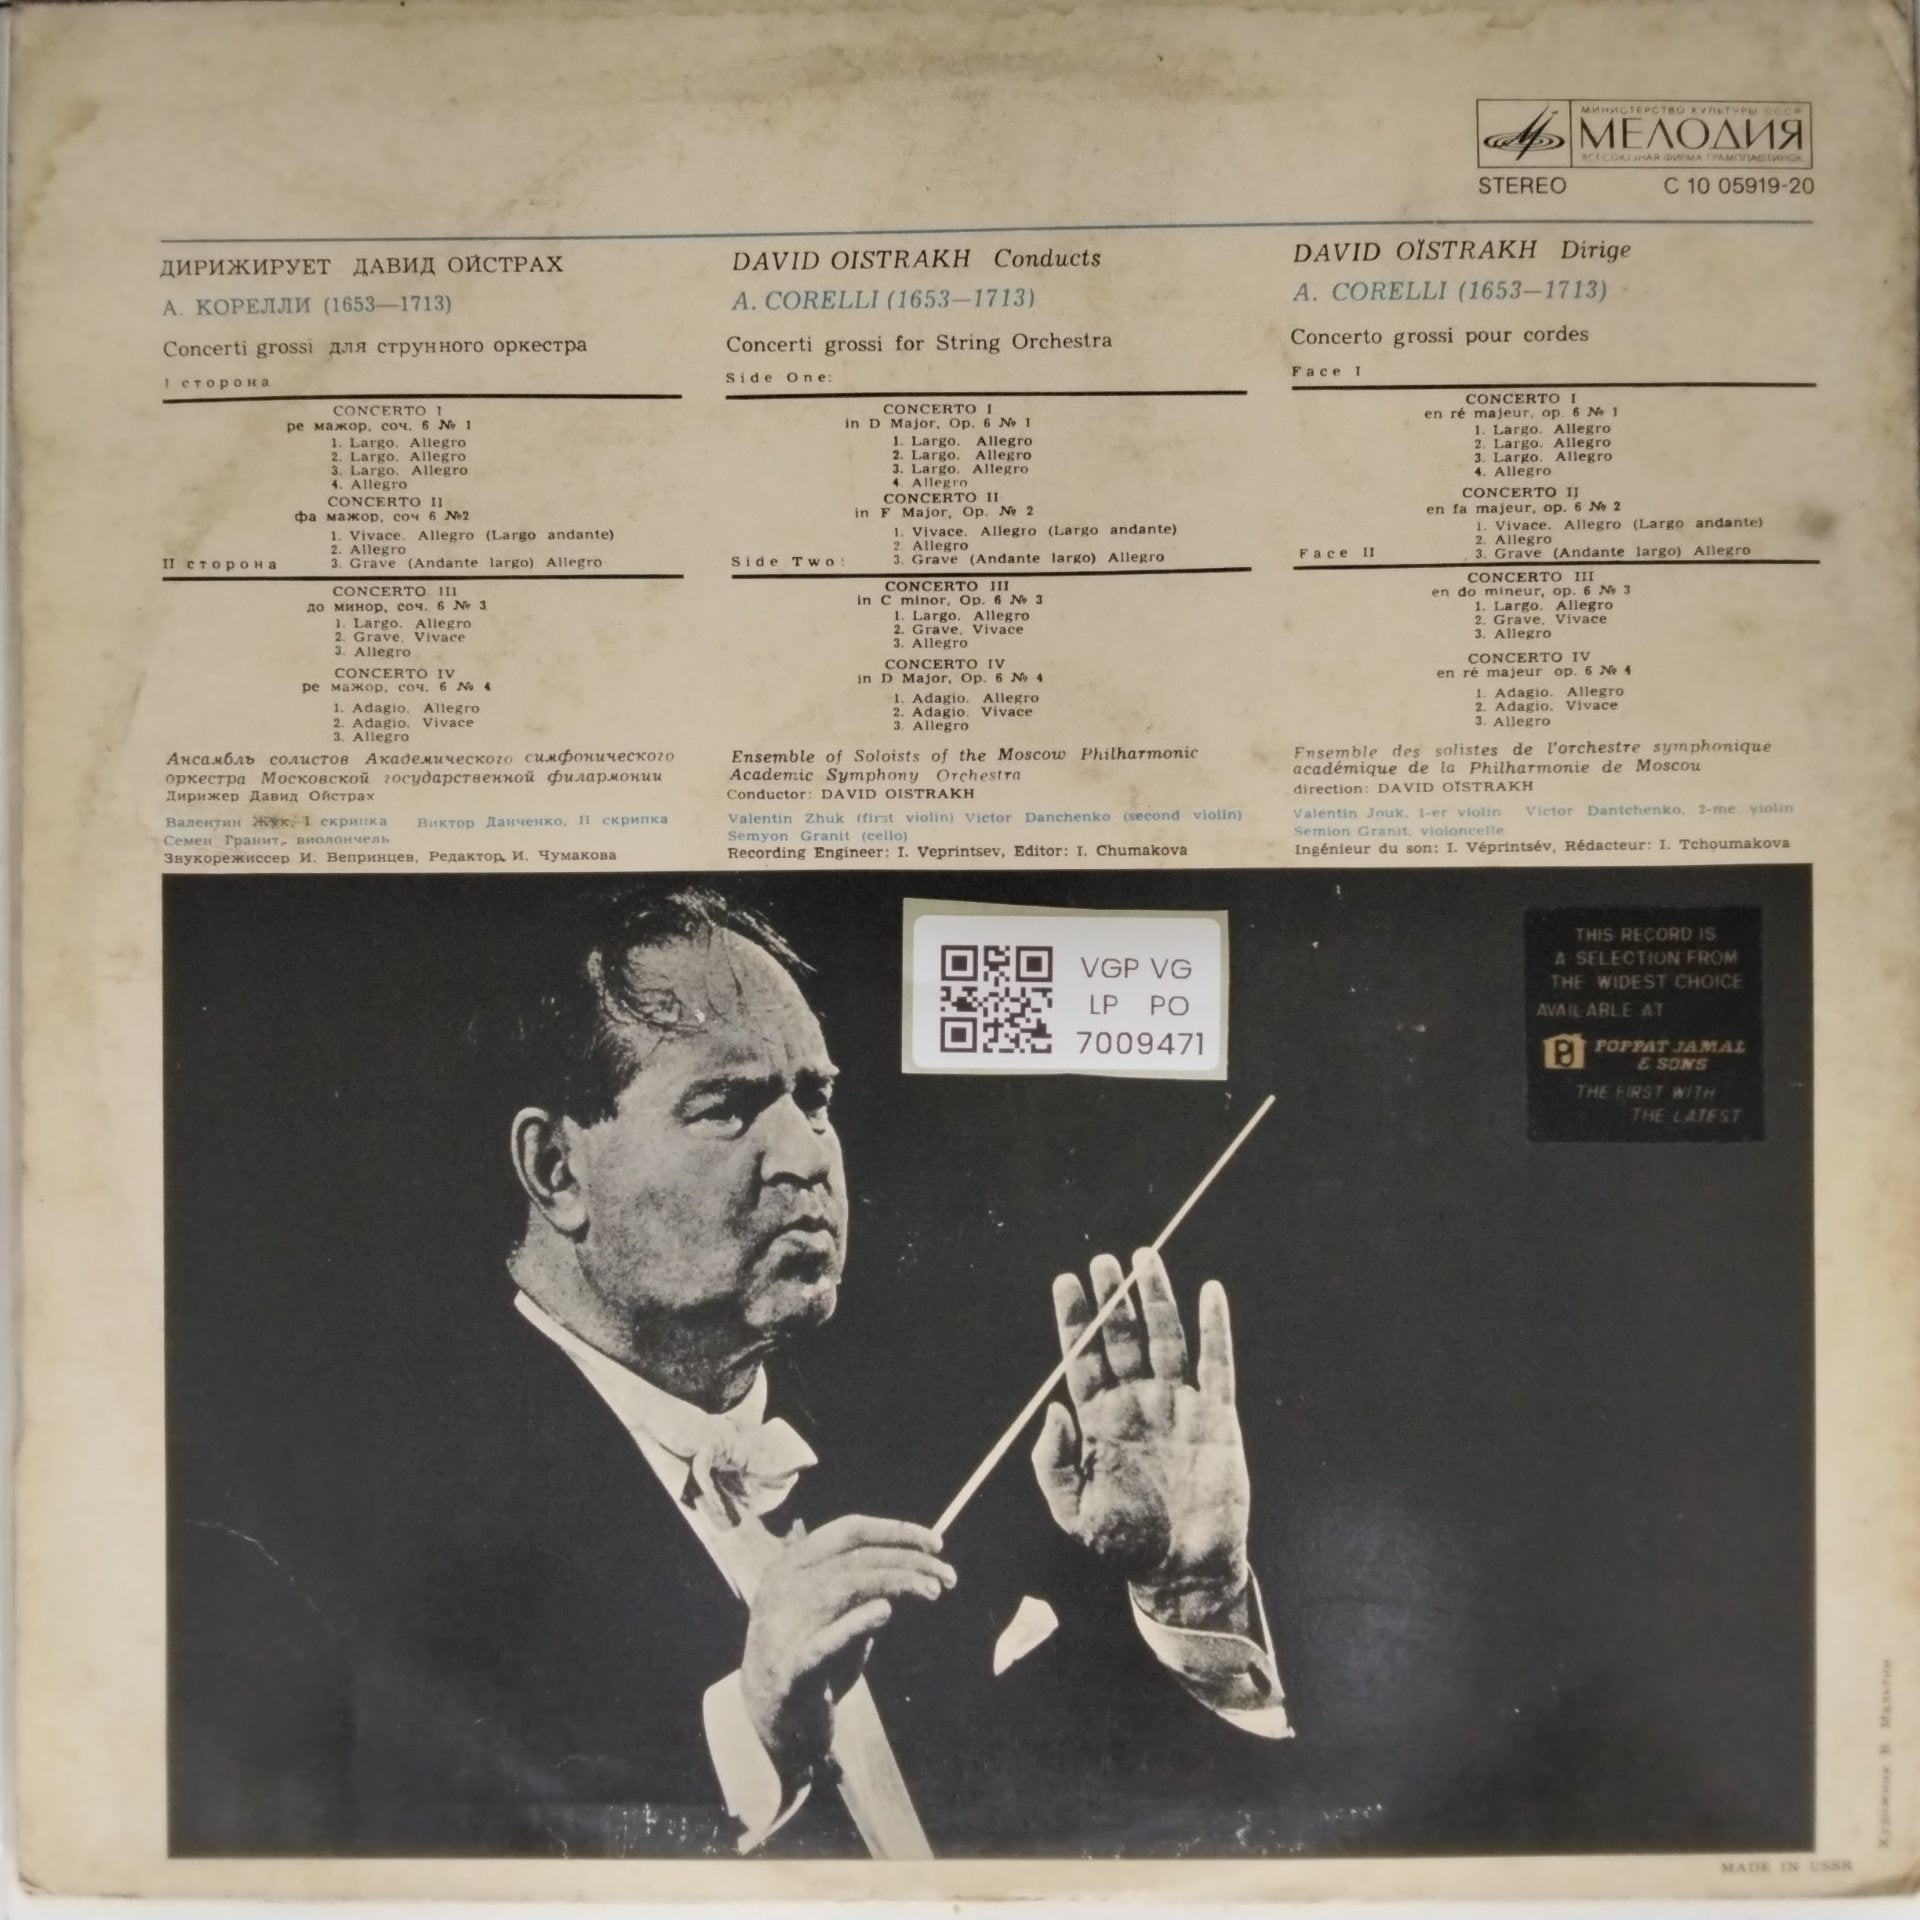 МИНИСТЕРСТВО КУЛЬТУРЫ СССР
МЕЛОДИЯ
ВСЕСОЮЗНАЯ ФИРМА ГРАМПЛАСТИНОК
STEREO C 10 05919-20
ДИРИЖИРУЕТ ДАВИД ОЙСТРАХ
А. КОРЕЛЛИ (1653—1713)
Concerti grossi для струнного оркестра
I сторона
CONCERTO I
ре мажор, соч. 6 № 1
1. Largo. Allegro
2. Largo. Allegro
3. Largo. Allegro
4. Allegro
CONCERTO II
фа мажор, соч 6 №2
1. Vivace. Allegro (Largo andante)
2. Allegro
3. Grave (Andante largo) Allegro
II сторона
CONCERTO III
до минор, соч. 6 № 3
1. Largo. Allegro
2. Grave. Vivace
3. Allegro
CONCERTO IV
ре мажор, соч. 6 № 4
1. Adagio. Allegro
2. Adagio. Vivace
3. Allegro
Ансамбль солистов Академического симфонического
оркестра Московской государственной филармонии
Дирижер Давид Ойстрах
Валентин Жук, I скрипка Виктор Данченко, II скрипка
Семен Гранит, виолончель
Звукорежиссер И. Вепринцев, Редактор И. Чумакова
DAVID OISTRAKH Conducts
A. CORELLI (1653—1713)
Concerti grossi for String Orchestra
Side One:
CONCERTO I
in D Major, Op. 6 № 1
1. Largo. Allegro
2. Largo. Allegro
3. Largo. Allegro
4. Allegro
CONCERTO II
in F Major, Op. № 2
1. Vivace. Allegro (Largo andante)
2. Allegro
3. Grave (Andante largo) Allegro
Side Two:
CONCERTO III
in C minor, Op. 6 № 3
1. Largo. Allegro
2. Grave. Vivace
3. Allegro
CONCERTO IV
in D Major, Op. 6 № 4
1. Adagio. Allegro
2. Adagio. Vivace
3. Allegro
Ensemble of Soloists of the Moscow Philharmonic
Academic Symphony Orchestra
Conductor: DAVID OISTRAKH
Valentin Zhuk (first violin) Victor Danchenko (second violin)
Semyon Granit (cello)
Recording Engineer: I. Veprintsev, Editor: I. Chumakova
DAVID OÏSTRAKH Dirige
A. CORELLI (1653—1713)
Concerto grossi pour cordes
Face I
CONCERTO I
en ré majeur, op. 6 № 1
1. Largo. Allegro
2. Largo. Allegro
3. Largo. Allegro
4. Allegro
CONCERTO II
en fa majeur, op. 6 № 2
1. Vivace. Allegro (Largo andante)
2. Allegro
3. Grave (Andante largo) Allegro
Face II
CONCERTO III
en do mineur, op. 6 № 3
1. Largo. Allegro
2. Grave. Vivace
3. Allegro
CONCERTO IV
en ré majeur op. 6 № 4
1. Adagio. Allegro
2. Adagio. Vivace
3. Allegro
Ensemble des solistes de l'orchestre symphonique
académique de la Philharmonie de Moscou
direction: DAVID OÏSTRAKH
Valentin Jouk, 1-er violin Victor Dantchenko, 2-me violin
Semion Granit, violoncelle
Ingénieur du son: I. Véprintsév, Rédacteur: I. Tchoumakova
VGP VG
LP PO
7009471
THIS RECORD IS
A SELECTION FROM
THE WIDEST CHOICE
AVAILABLE AT
POPPAT JAMAL
& SONS
THE FIRST WITH
THE LATEST
Художник В Мальгин
MADE IN USSR